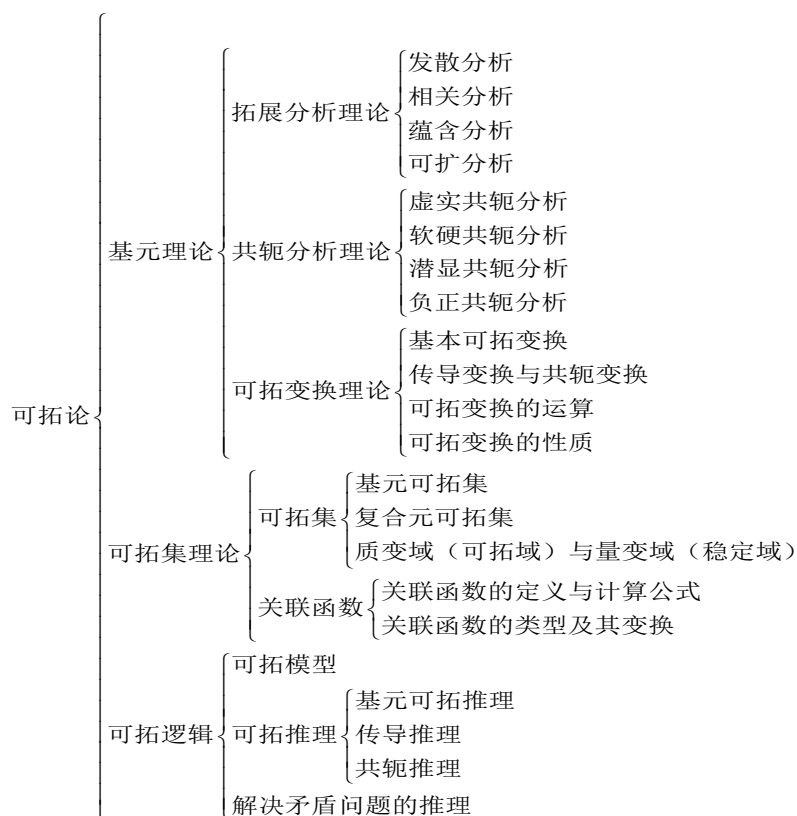 发散分析
相关分析
拓展分析理论
蕴含分析
可扩分析
虚实共轭分析
软硬共轭分析
基元理论
共轭分析理论
潜显共轭分析
负正共轭分析
基本可拓变换
传导变换与共轭变换
可拓变换理论
可拓论
可拓变换的运算
可拓变换的性质
基元可拓集
可拓集
复合元可拓集
可拓集理论
质变域（可拓域）与量变域（稳定域）
关联函数的定义与计算公式
关联函数
关联函数的类型及其变换
可拓模型
基元可拓推理
可拓逻辑
可拓推理
传导推理
共轭推理
解决矛盾问题的推理